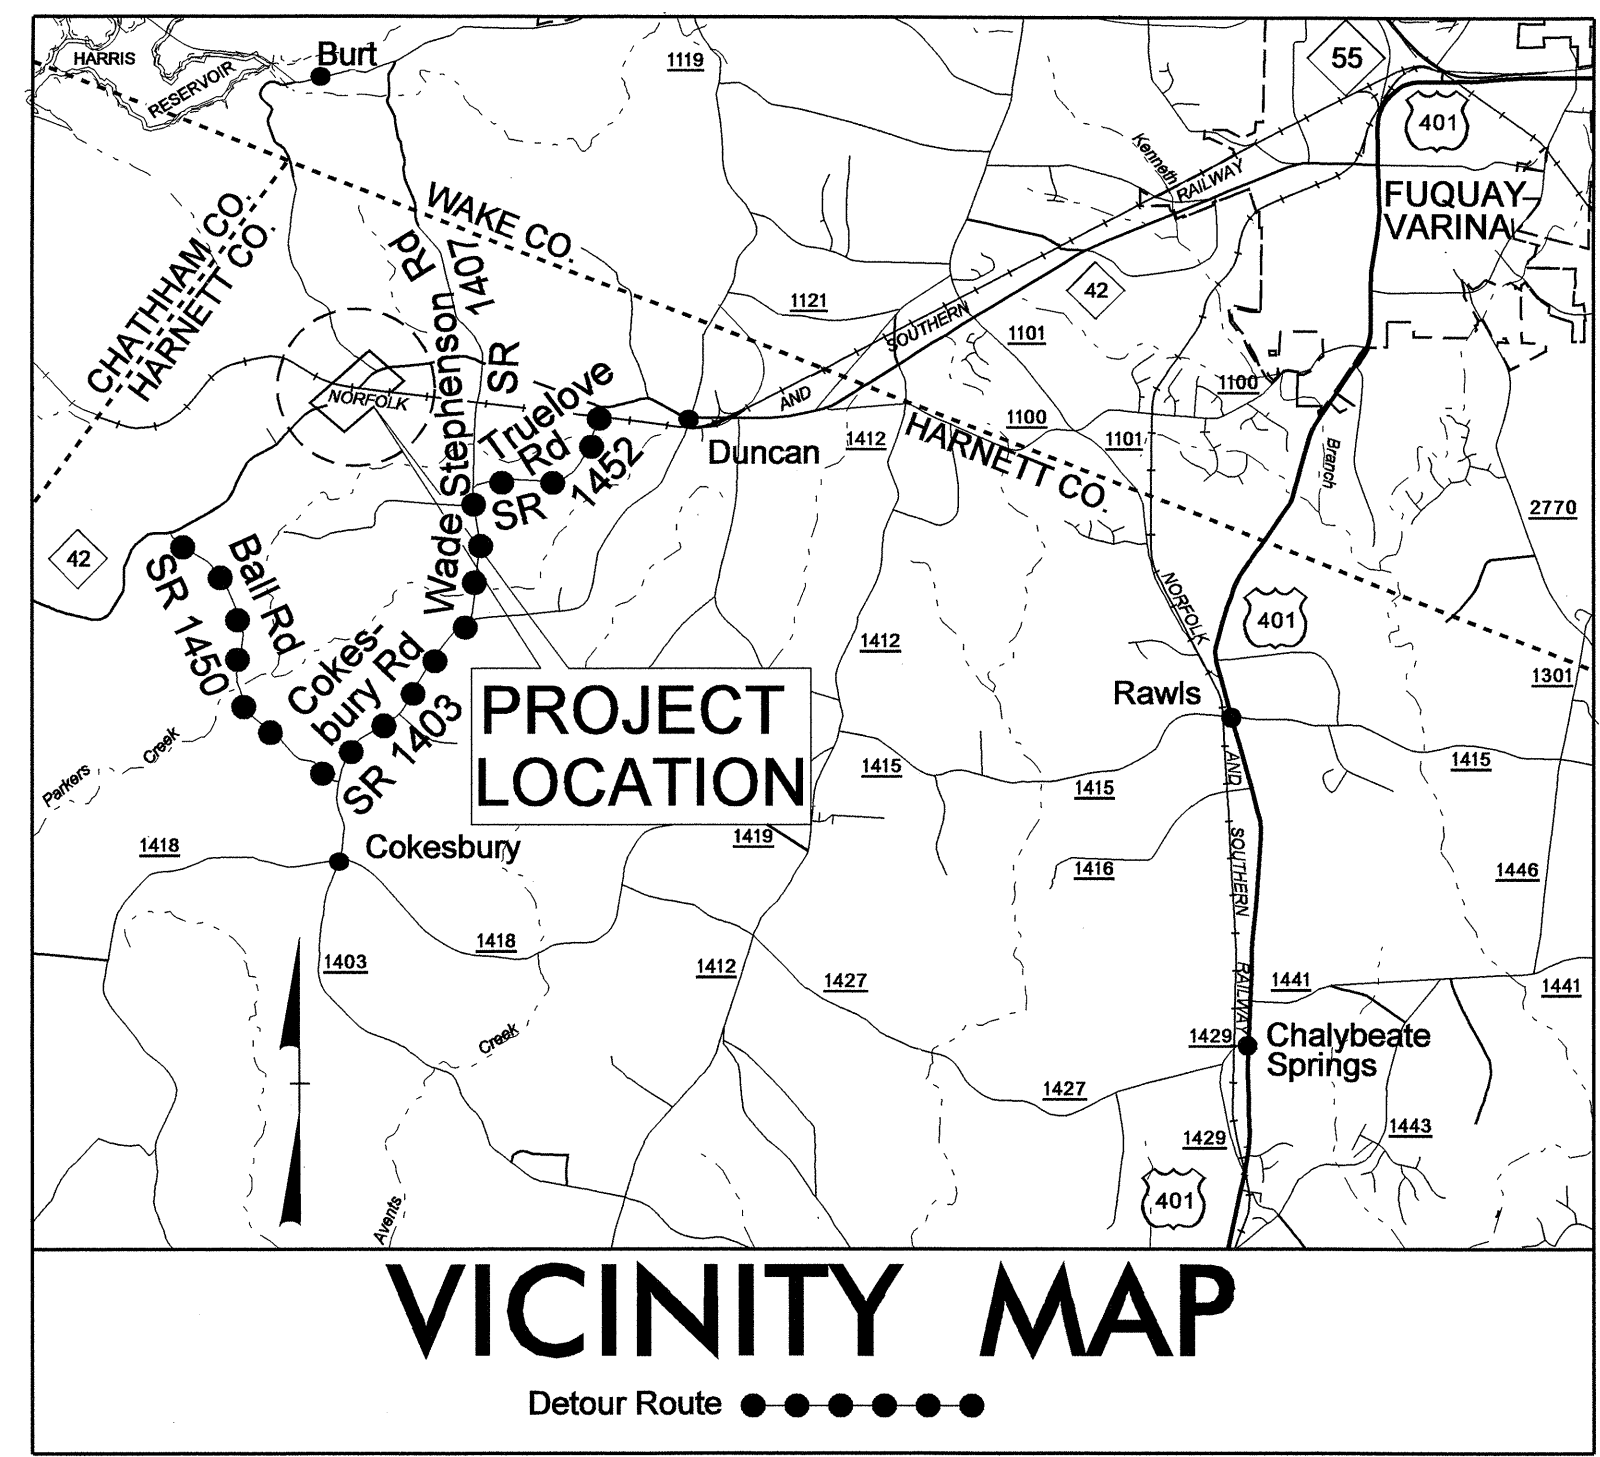 HARRIS
RESERVOIR
Burt
1119
55
401
Kenneth
RAILWAY
FUQUAY
VARINA
CHATHHAM CO.
HARNETT CO.
WAKE CO.
Wade Stephenson Rd
SR 1407
1121
42
SOUTHERN
1101
NORFOLK
AND
1100
1100
1101
Truelove
Rd
SR 1452
Duncan
1412
HARNETT CO.
Branch
2770
42
Ball Rd
SR 1450
NORFOLK
401
Cokes-
bury Rd
SR 1403
1412
1301
Rawls
PROJECT
LOCATION
Parkers Creek
1415
1415
1415
AND
1418
Cokesbury
1419
1416
SOUTHERN
1446
1418
1403
1412
1427
RAILWAY
1441
1441
Creek
1429
Chalybeate
Springs
1427
1429
1443
Avents
401
VICINITY MAP
Detour Route